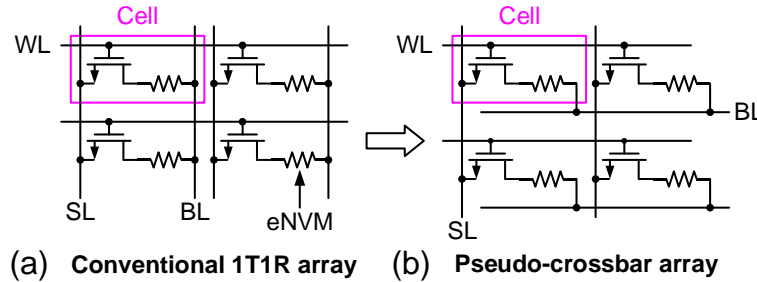 Cell
WL
SL
BL
eNVM
(a) Conventional 1T1R array
Cell
WL
BL
SL
(b) Pseudo-crossbar array